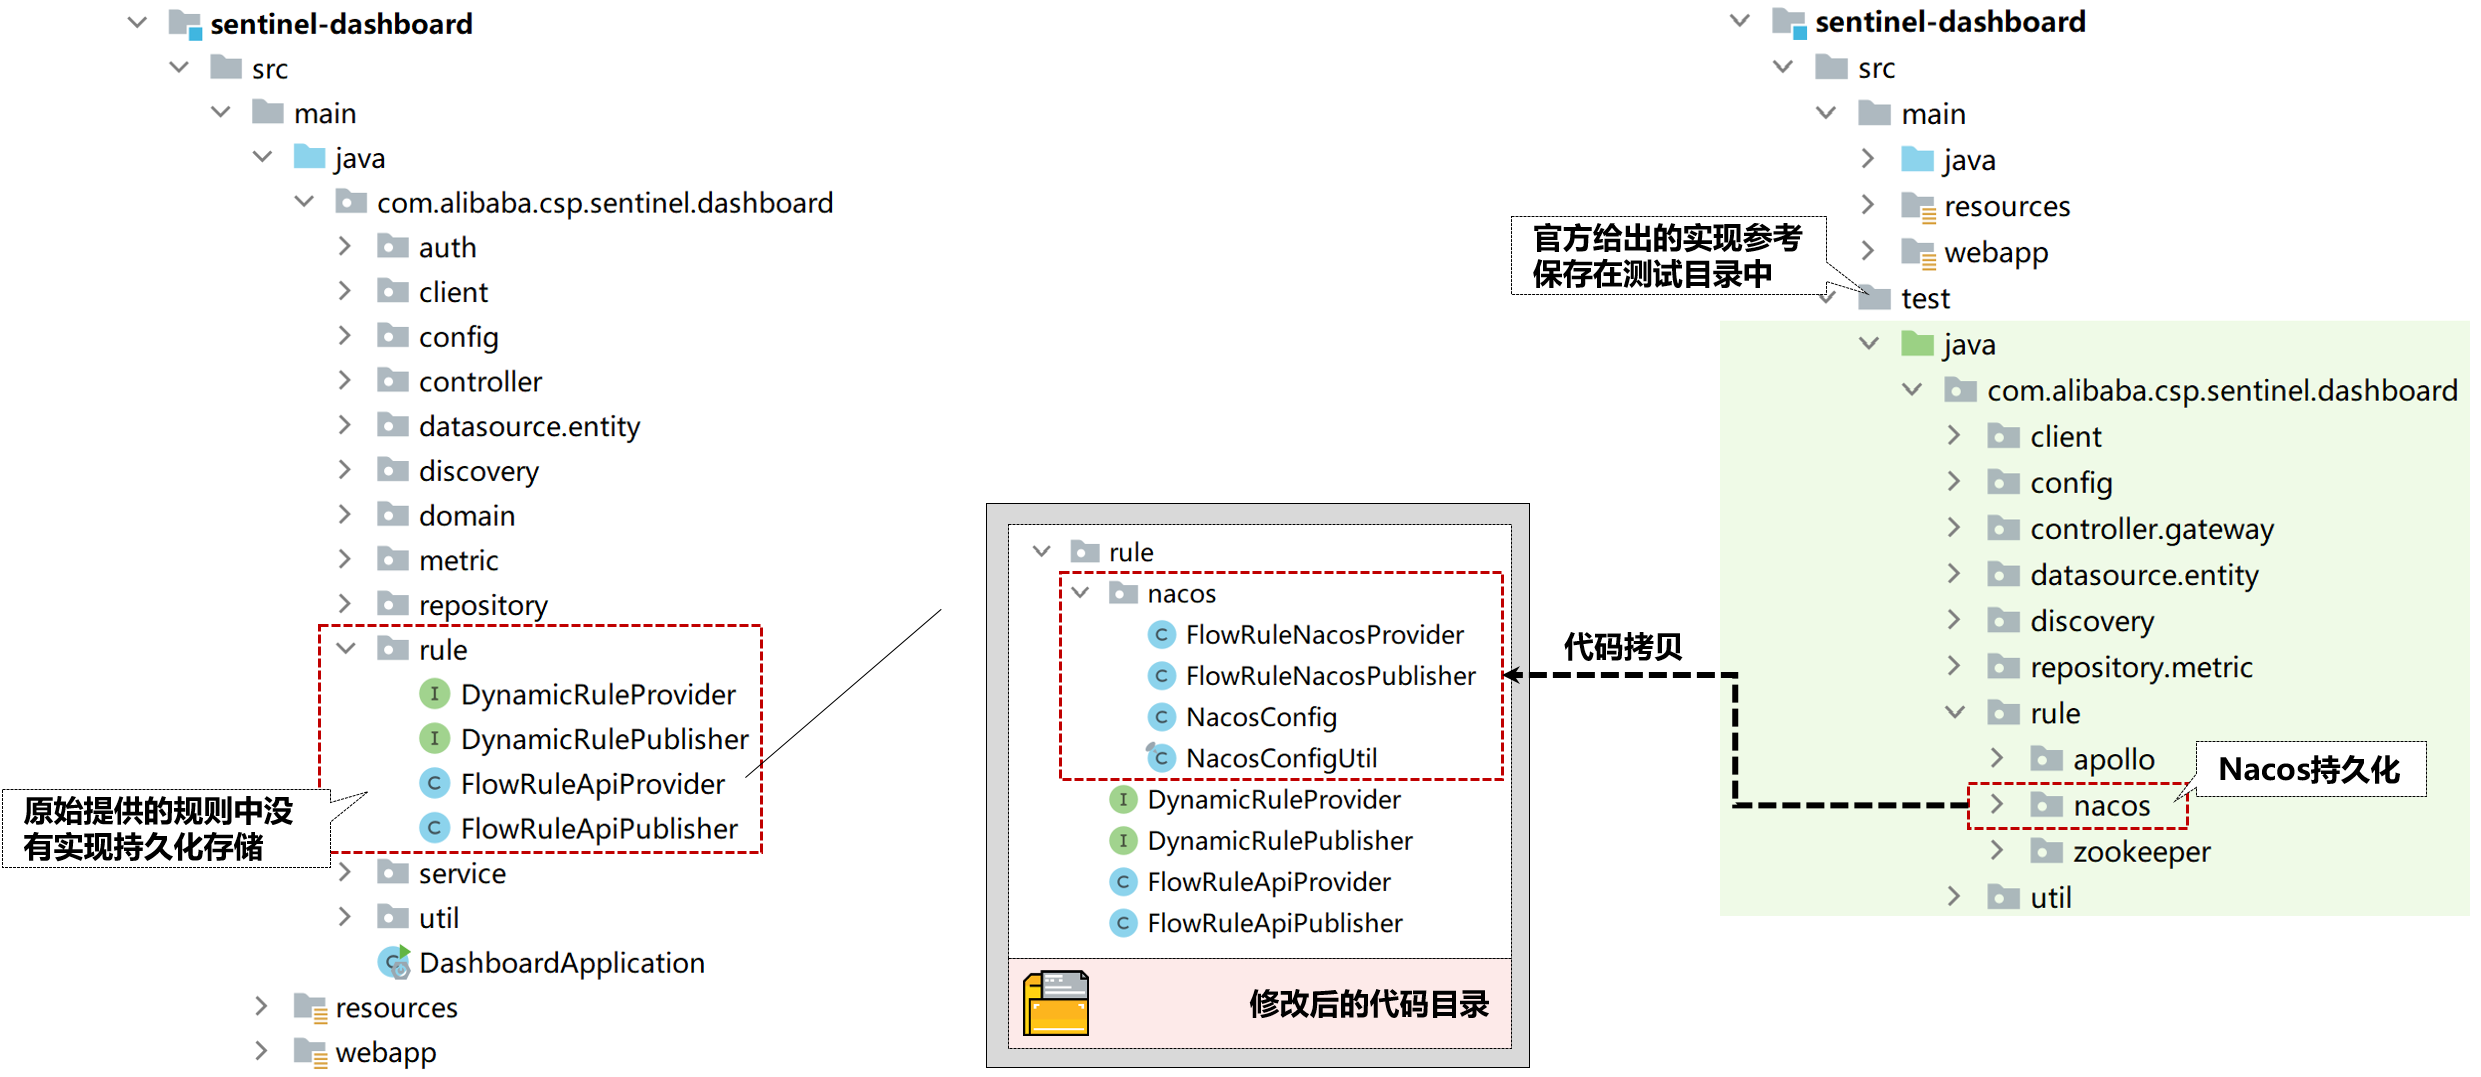 sentinel-dashboard
src
main
java
com.alibaba.csp.sentinel.dashboard
auth
client
config
controller
datasource.entity
discovery
domain
metric
repository
rule
DynamicRuleProvider
DynamicRulePublisher
FlowRuleApiProvider
FlowRuleApiPublisher
原始提供的规则中没
有实现持久化存储
service
util
DashboardApplication
resources
webapp
rule
nacos
FlowRuleNacosProvider
FlowRuleNacosPublisher
NacosConfig
NacosConfigUtil
DynamicRuleProvider
DynamicRulePublisher
FlowRuleApiProvider
FlowRuleApiPublisher
修改后的代码目录
代码拷贝
sentinel-dashboard
src
main
java
resources
webapp
官方给出的实现参考
保存在测试目录中
test
java
com.alibaba.csp.sentinel.dashboard
client
config
controller.gateway
datasource.entity
discovery
repository.metric
rule
apollo
Nacos持久化
nacos
zookeeper
util